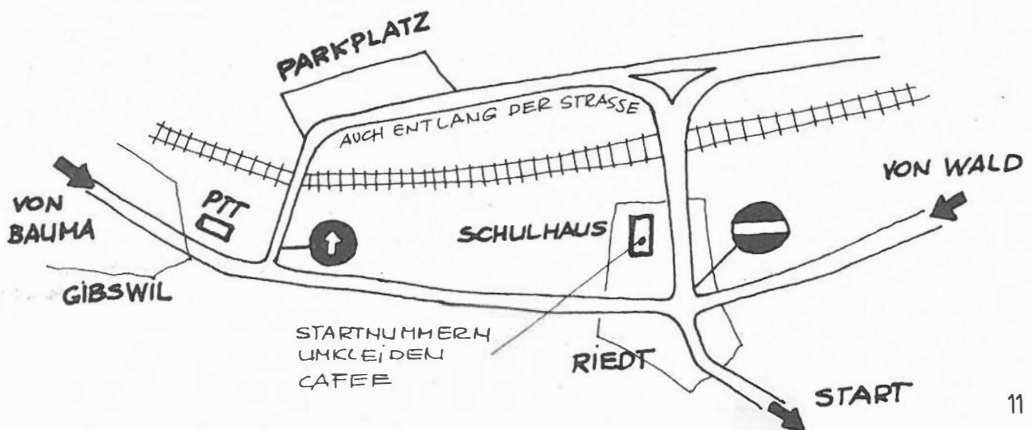 PARKPLATZ
AUCH ENTLANG DER STRASSE
VON WALD
VON
BAUMA
PTT
SCHULHAUS
GIBSWIL
STARTNUMMERN
UMKLEIDEN
CAFEE
RIEDT
START
11